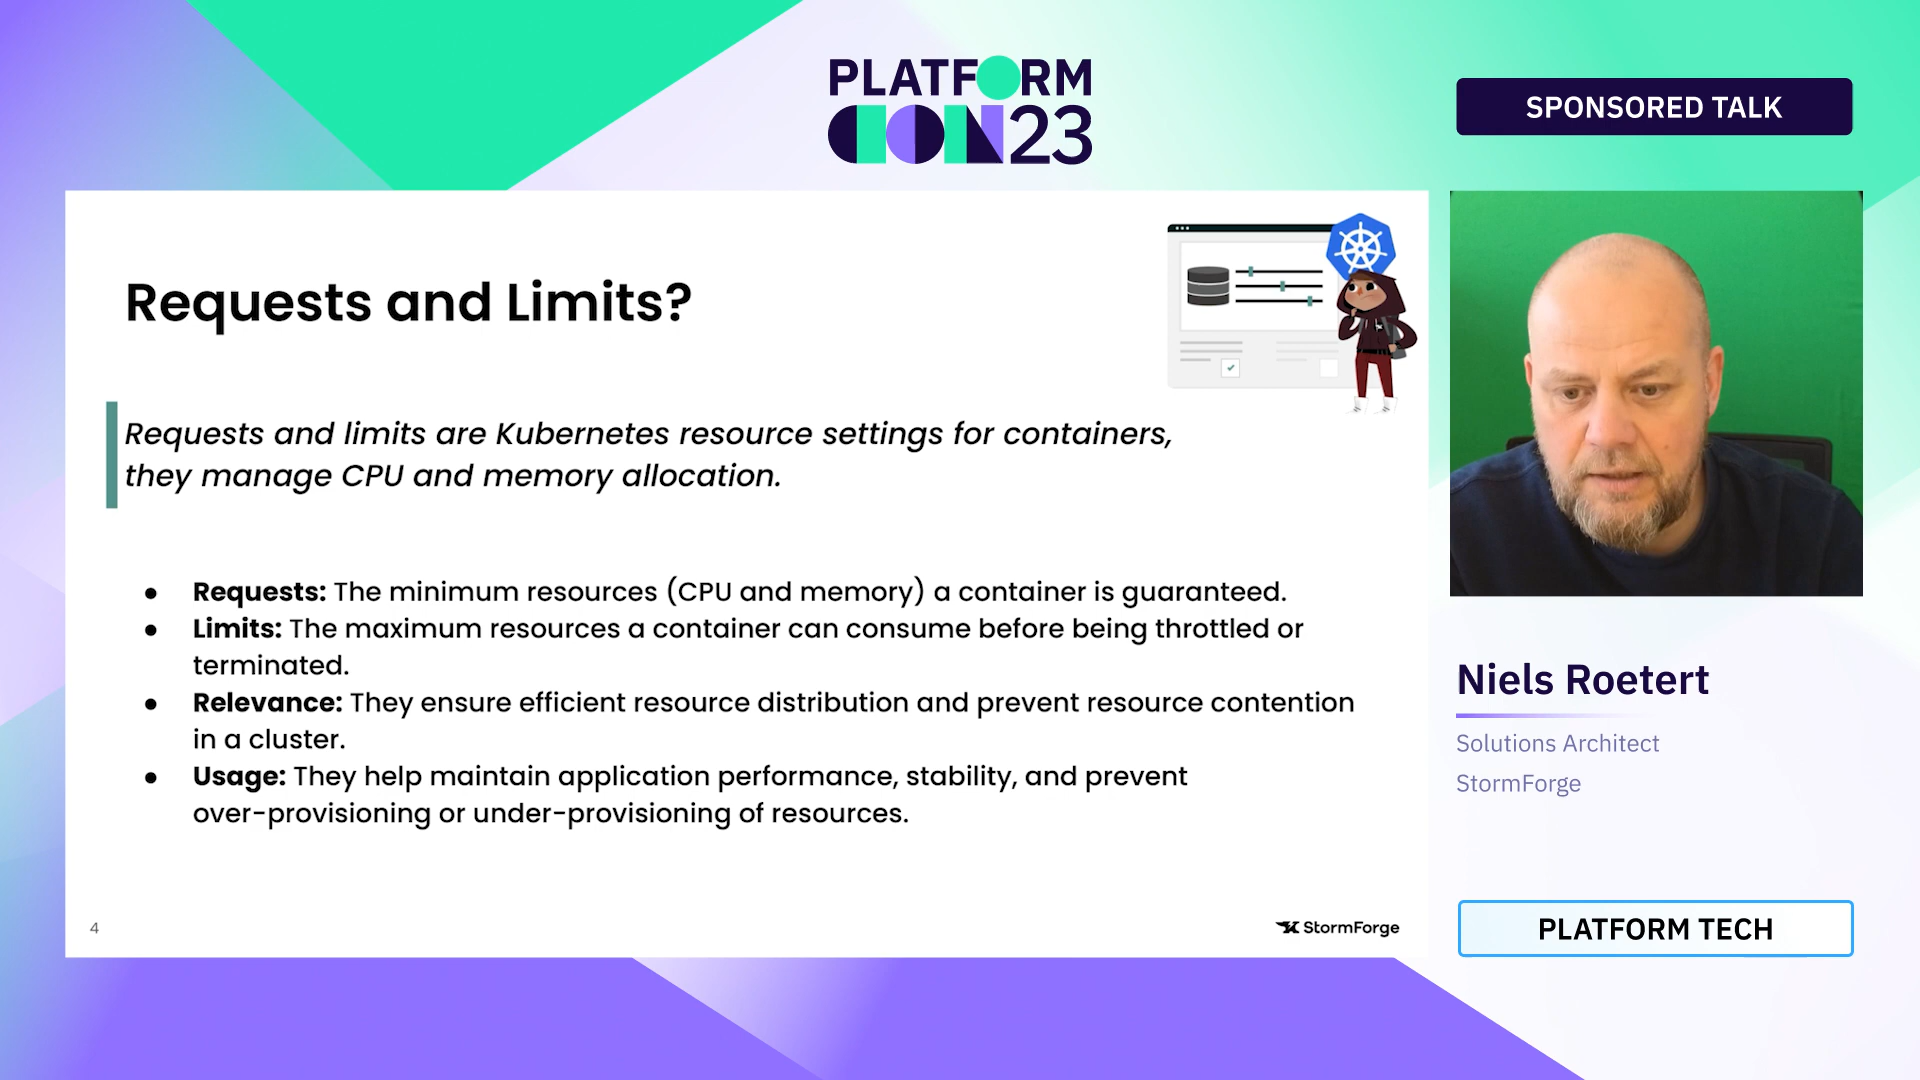 PLATFORM
CON23
SPONSORED TALK
Requests and Limits?
Requests and limits are Kubernetes resource settings for containers,
they manage CPU and memory allocation.
● Requests: The minimum resources (CPU and memory) a container is guaranteed.
● Limits: The maximum resources a container can consume before being throttled or
terminated.
● Relevance: They ensure efficient resource distribution and prevent resource contention
in a cluster.
● Usage: They help maintain application performance, stability, and prevent
over-provisioning or under-provisioning of resources.
4
StormForge
Niels Roetert
Solutions Architect
StormForge
PLATFORM TECH